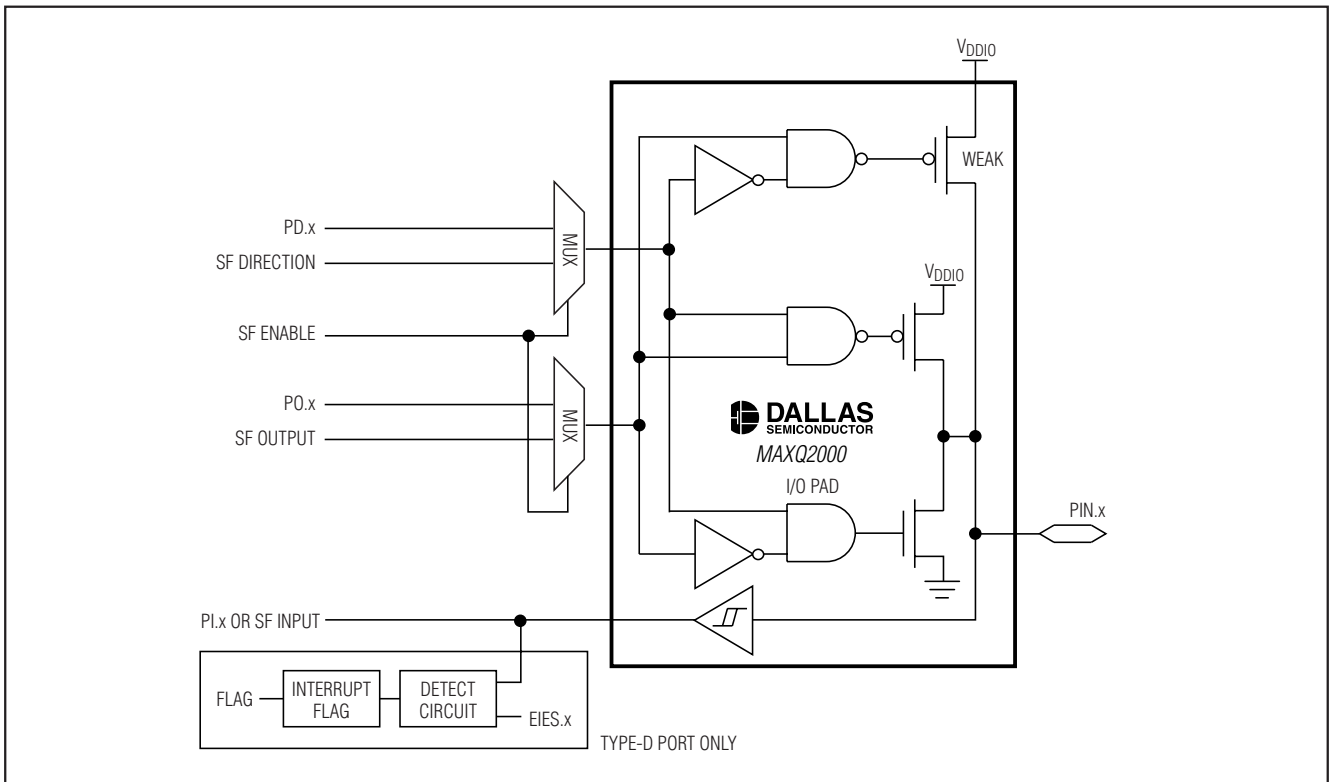 VDDIO
WEAK
PD.x
SF DIRECTION
MUX
VDDIO
SF ENABLE
PO.x
SF OUTPUT
MUX
DALLAS
SEMICONDUCTOR
MAXQ2000
I/O PAD
PIN.x
PI.x OR SF INPUT
FLAG
INTERRUPT
FLAG
DETECT
CIRCUIT
EIES.x
TYPE-D PORT ONLY